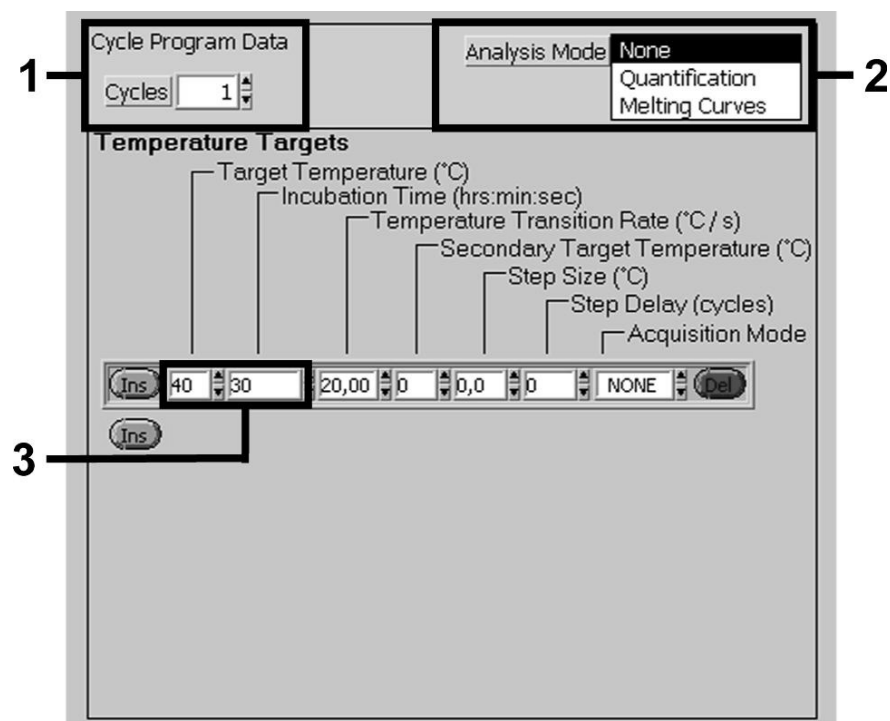 Cycle Program Data
Cycles 1
1
Analysis Mode None
Quantification
Melting Curves
2
Temperature Targets
Target Temperature (°C)
Incubation Time (hrs:min:sec)
Temperature Transition Rate (°C / s)
Secondary Target Temperature (°C)
Step Size (°C)
Step Delay (cycles)
Acquisition Mode
Ins 40 30 20,00 0 0,0 0 NONE Del
Ins
3